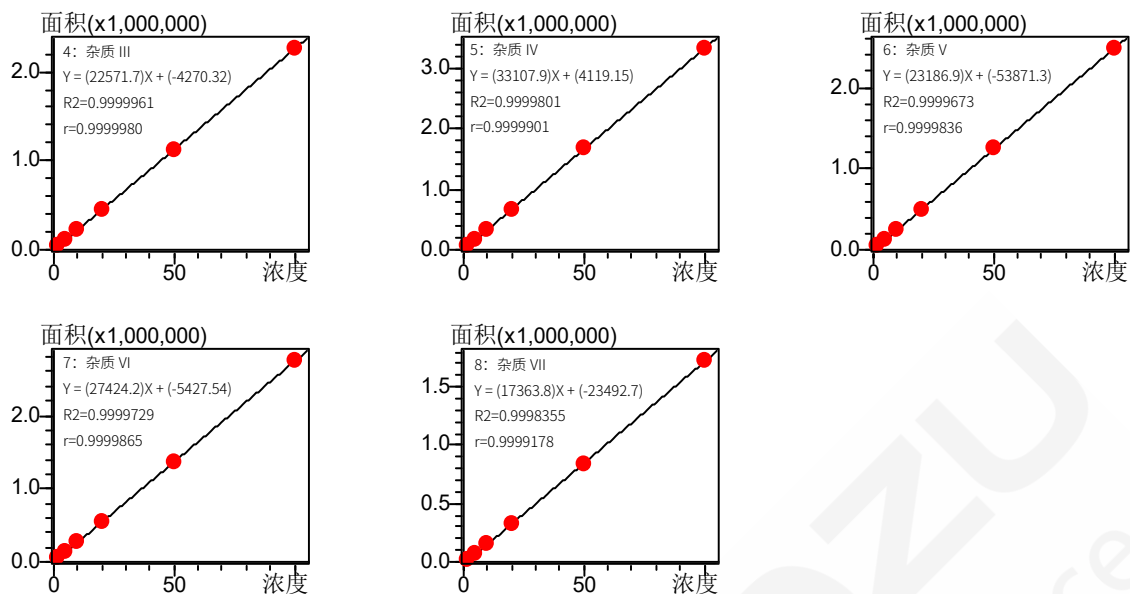 面积(x1,000,000)
4：杂质 III
Y = (22571.7)X + (-4270.32)
R2=0.9999961
r=0.9999980
2.0
1.0
0.0
0
50
浓度
面积(x1,000,000)
5：杂质 IV
Y = (33107.9)X + (4119.15)
R2=0.9999801
r=0.9999901
3.0
2.0
1.0
0.0
0
50
浓度
面积(x1,000,000)
6：杂质 V
Y = (23186.9)X + (-53871.3)
R2=0.9999673
r=0.9999836
2.0
1.0
0.0
0
50
浓度
面积(x1,000,000)
7：杂质 VI
Y = (27424.2)X + (-5427.54)
R2=0.9999729
r=0.9999865
2.0
1.0
0.0
0
50
浓度
面积(x1,000,000)
8：杂质 VII
Y = (17363.8)X + (-23492.7)
R2=0.9998355
r=0.9999178
1.5
1.0
0.5
0.0
0
50
浓度